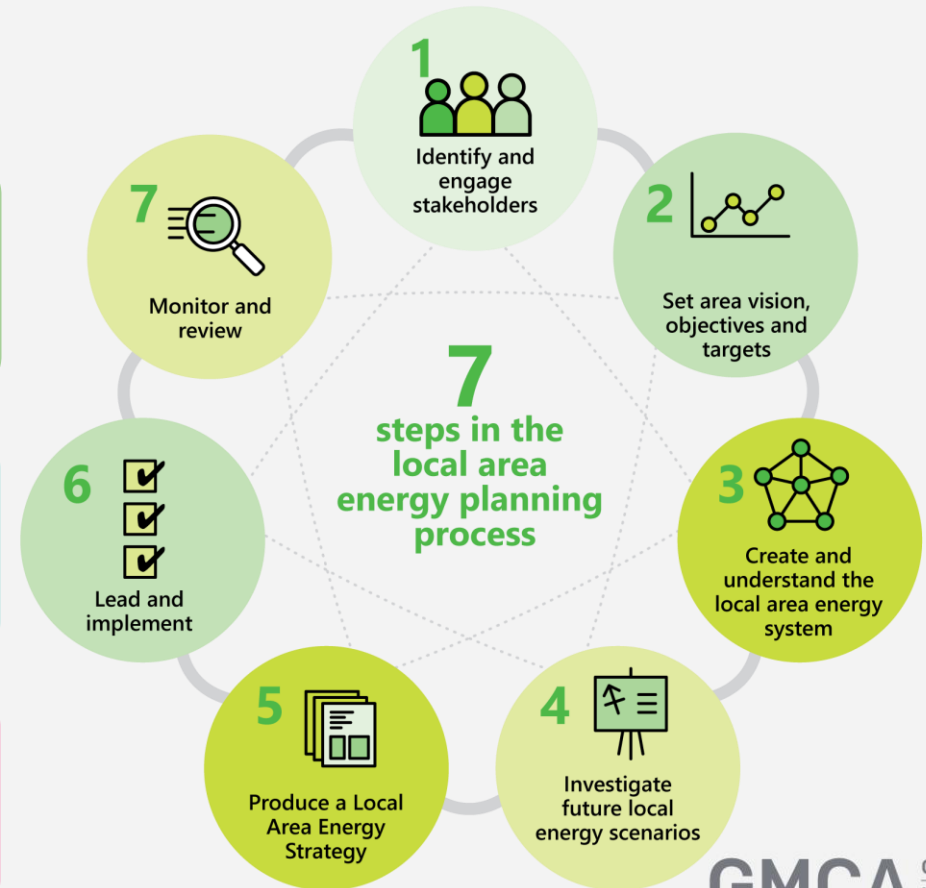 1
Identify and
engage
stakeholders
2
Set area vision,
objectives and
targets
3
Create and
understand the
local area energy
system
4
Investigate
future local
energy scenarios
5
Produce a Local
Area Energy
Strategy
6
Lead and
implement
7
Monitor and
review
7
steps in the
local area
energy planning
process
GMCA